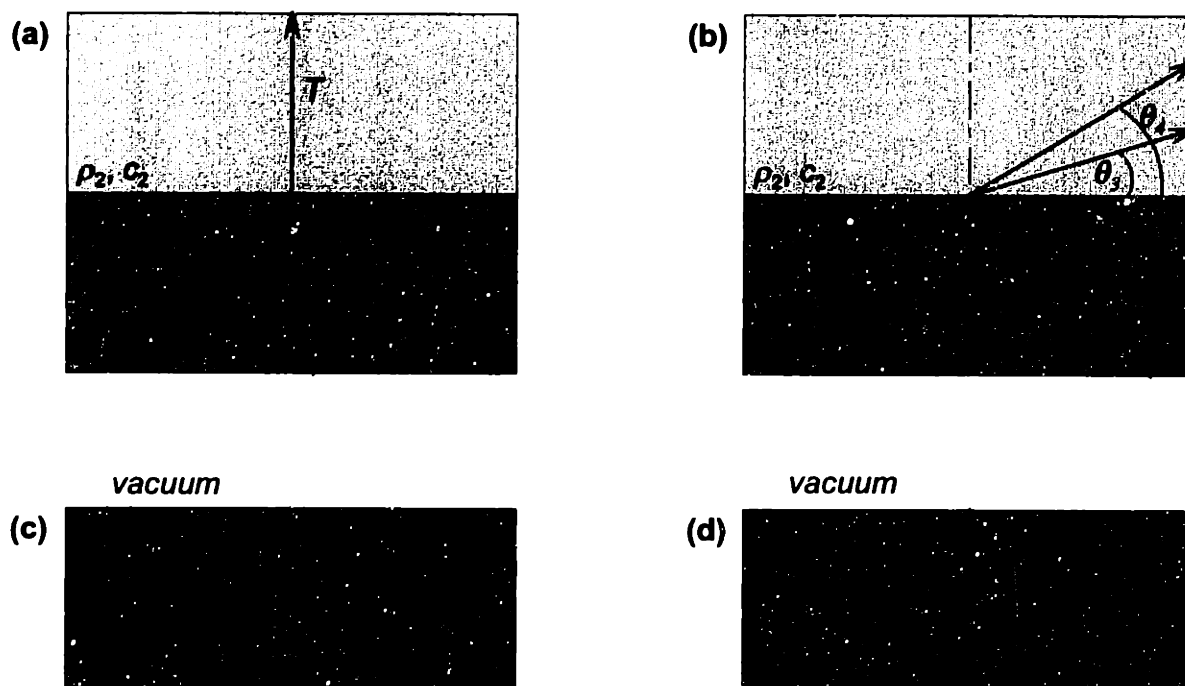 (a)
T
ρ₂, c₂
(b)
θ₄
θ₃
ρ₂, c₂
vacuum
(c)
vacuum
(d)